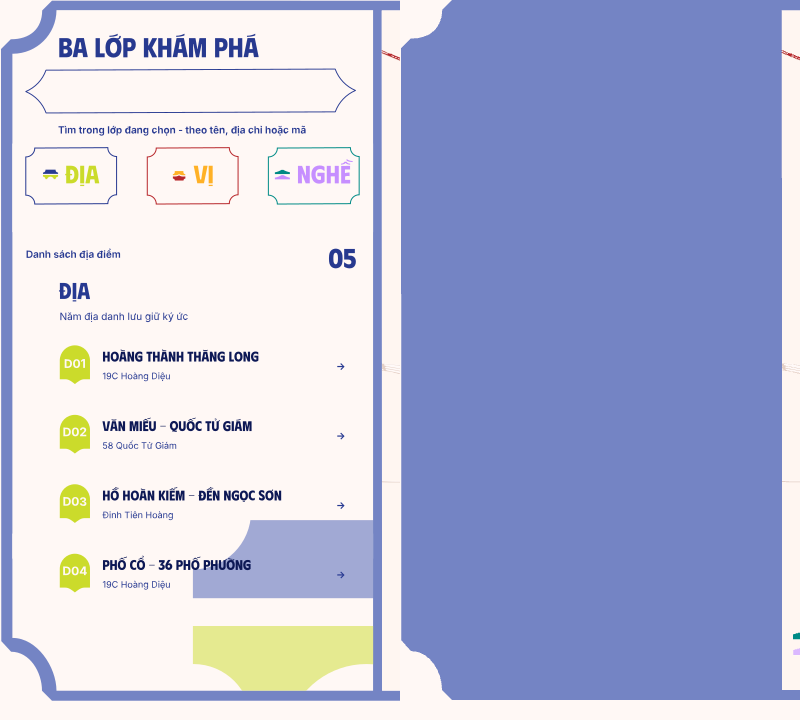 BA LỚP KHÁM PHÁ
Tìm trong lớp đang chọn - theo tên, địa chỉ hoặc mã
ĐỊA
VỊ
NGHỀ
Danh sách địa điểm
05
ĐỊA
Năm địa danh lưu giữ ký ức
D01
HOÀNG THÀNH THĂNG LONG
19C Hoàng Diệu
→
D02
VĂN MIẾU – QUỐC TỬ GIÁM
58 Quốc Tử Giám
→
D03
HỒ HOÀN KIẾM – ĐỀN NGỌC SƠN
Đinh Tiên Hoàng
→
D04
PHỐ CỔ – 36 PHỐ PHƯỜNG
19C Hoàng Diệu
→